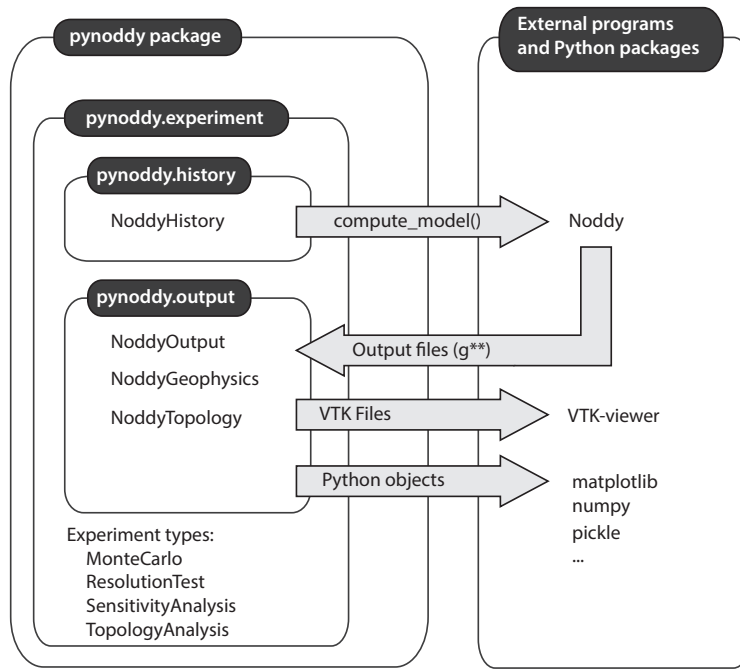 pynoddy package
External programs
and Python packages
pynoddy.experiment
pynoddy.history
NoddyHistory
compute_model()
Noddy
pynoddy.output
NoddyOutput
Output files (g**)
NoddyGeophysics
NoddyTopology
VTK Files
VTK-viewer
Python objects
matplotlib
numpy
pickle
...
Experiment types:
MonteCarlo
ResolutionTest
SensitivityAnalysis
TopologyAnalysis